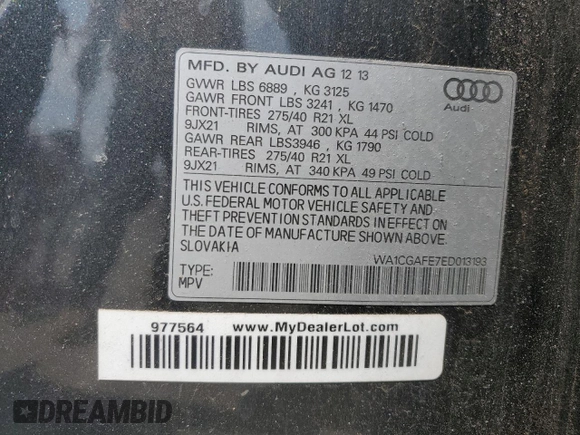 MFD. BY AUDI AG 12 13
GVWR LBS 6889 , KG 3125
GAWR FRONT LBS 3241 , KG 1470
FRONT-TIRES 275/40 R21 XL
9JX21 RIMS, AT 300 KPA 44 PSI COLD
GAWR REAR LBS3946 , KG 1790
REAR-TIRES 275/40 R21 XL
9JX21 RIMS, AT 340 KPA 49 PSI COLD
Audi
THIS VEHICLE CONFORMS TO ALL APPLICABLE
U.S. FEDERAL MOTOR VEHICLE SAFETY AND
THEFT PREVENTION STANDARDS IN EFFECT ON
THE DATE OF MANUFACTURE SHOWN ABOVE.
SLOVAKIA
WA1CGAFE7ED013193
TYPE:
MPV
977564 www.MyDealerLot.com
DREAMBID